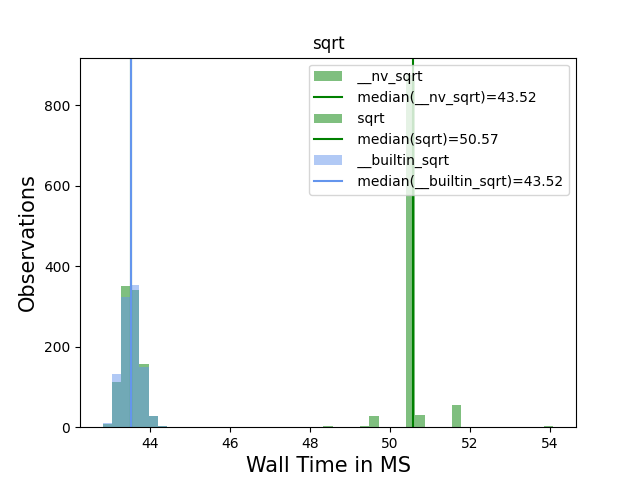 sqrt
__nv_sqrt
median(__nv_sqrt)=43.52
sqrt
median(sqrt)=50.57
__builtin_sqrt
median(__builtin_sqrt)=43.52
Observations
800
600
400
200
0
44 46 48 50 52 54
Wall Time in MS